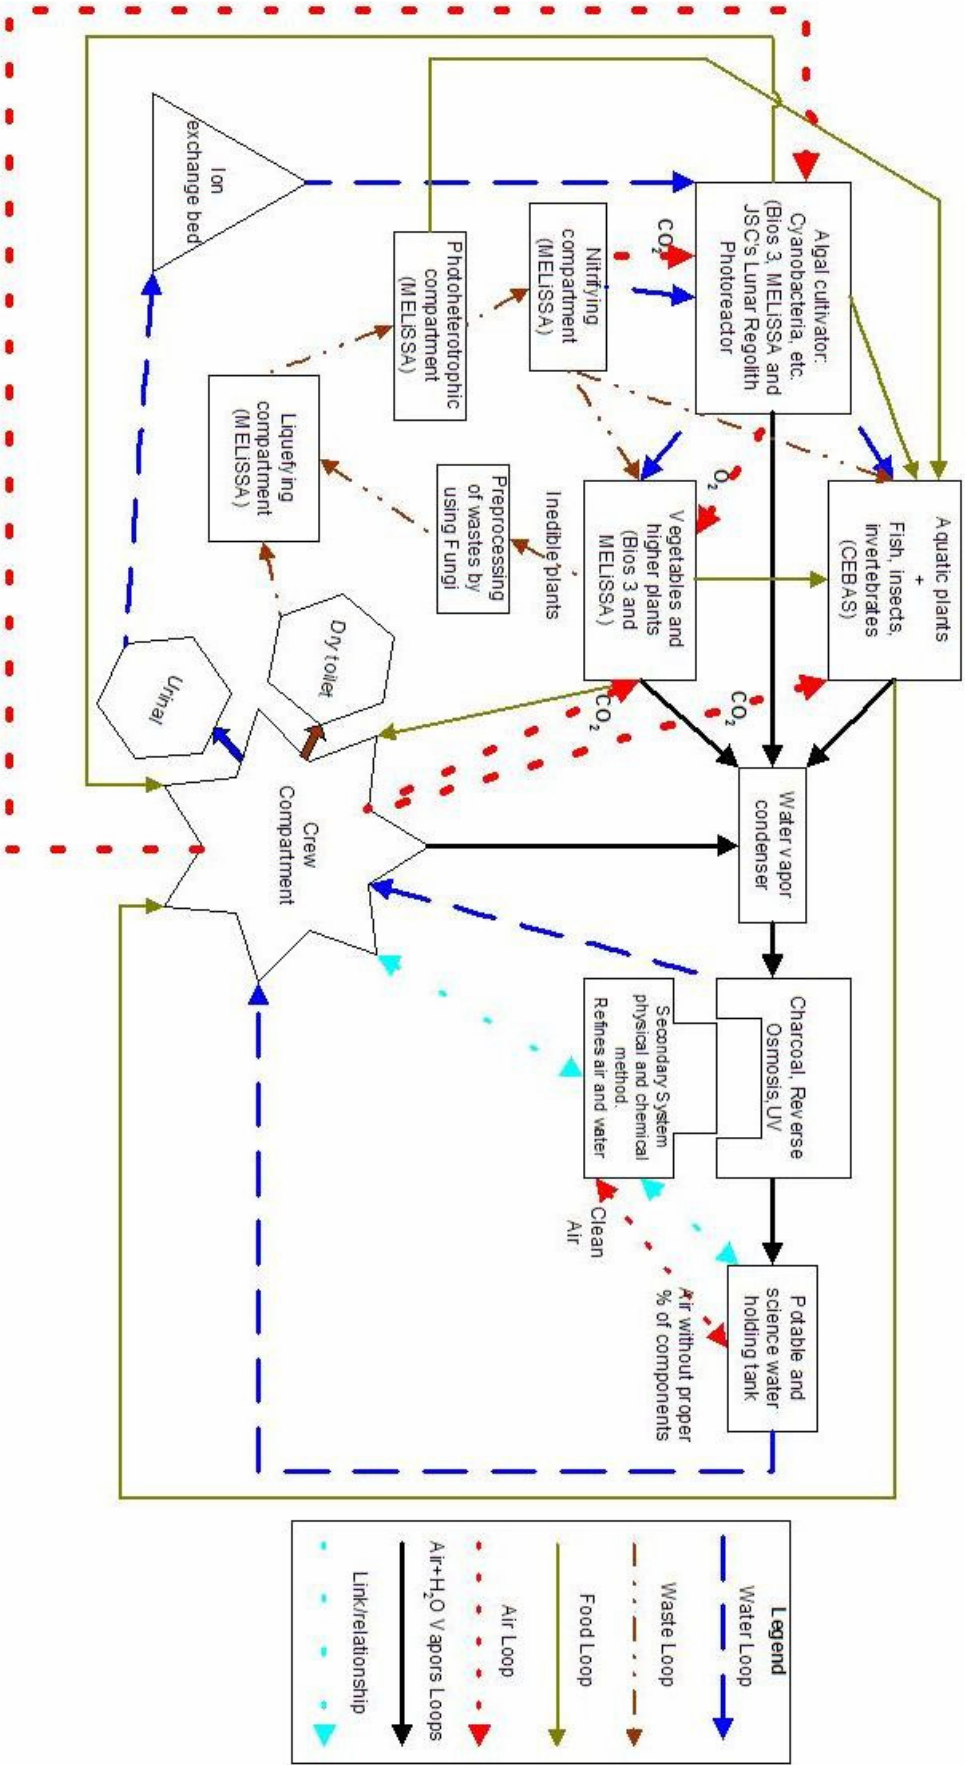 Aquatic plants
+
Fish, insects,
invertebrates
(CEBAS)
Algal cultivator:
Cyanobacteria, etc.
(Bios 3, MELiSSA and
JSC's Lunar Regolith
Photoreactor
Water vapor
condenser
Charcoal, Reverse
Osmosis,UV
Potable and
science water
holding tank
CO2
O2
CO2
CO2
Nitrifying
compartment
(MELiSSA)
Vegetables and
higher plants
(Bios 3 and
MELiSSA)
Secondary System
physical and chemical
method.
Refines air and water
Air without proper
% of components
Clean
Air
Inedible plants
Photoheterotrophic
compartment
(MELiSSA)
Preprocessing
of wastes by
using Fungi
Liquefying
compartment
(MELiSSA)
Dry toilet
Crew
Compartment
Ion
exchange bed
Urinal
Legend
Water Loop
Waste Loop
Food Loop
Air Loop
Air+H2O Vapors Loops
Link/relationship